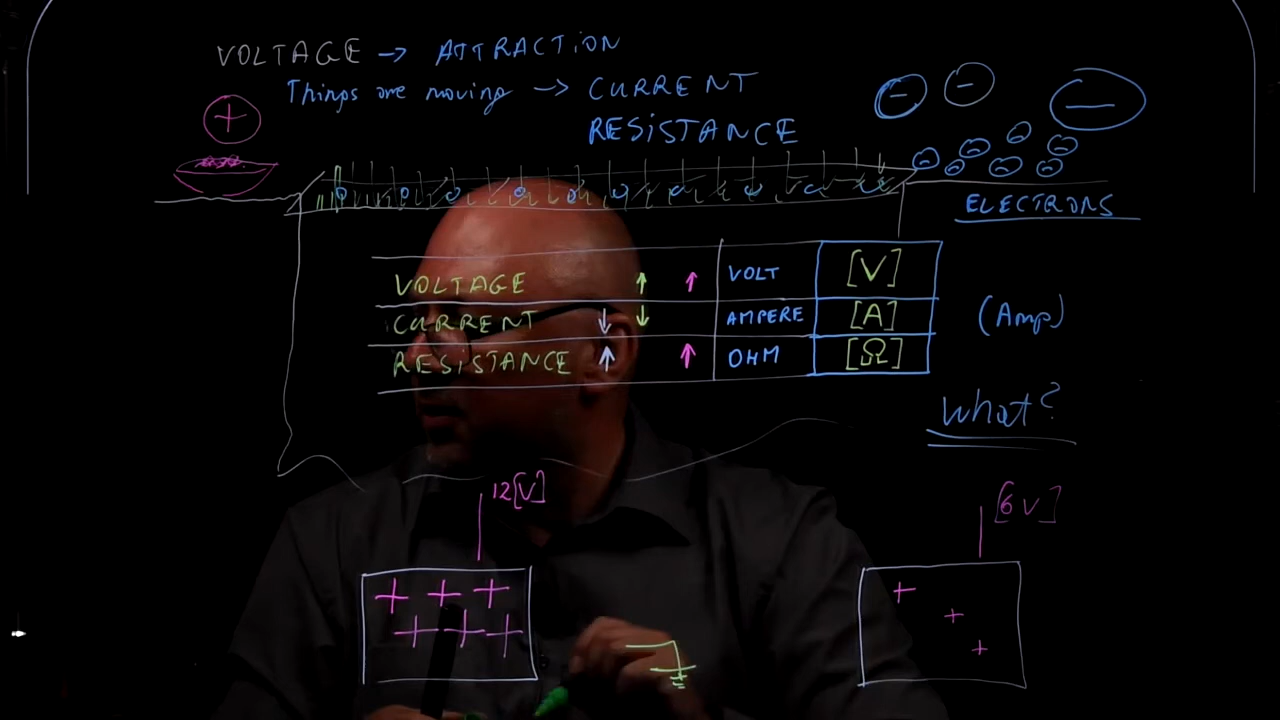 VOLTAGE → ATTRACTION
Things are moving → CURRENT
RESISTANCE
+
− − −
− − − − − − −
ELECTRONS
VOLTAGE ↑ ↑ VOLT [V]
CURRENT ↓ ↓ AMPERE [A] (Amp)
RESISTANCE ↑ ↑ OHM [Ω]
What?
12[V] [6V]
+ + + +
+ + + +
+